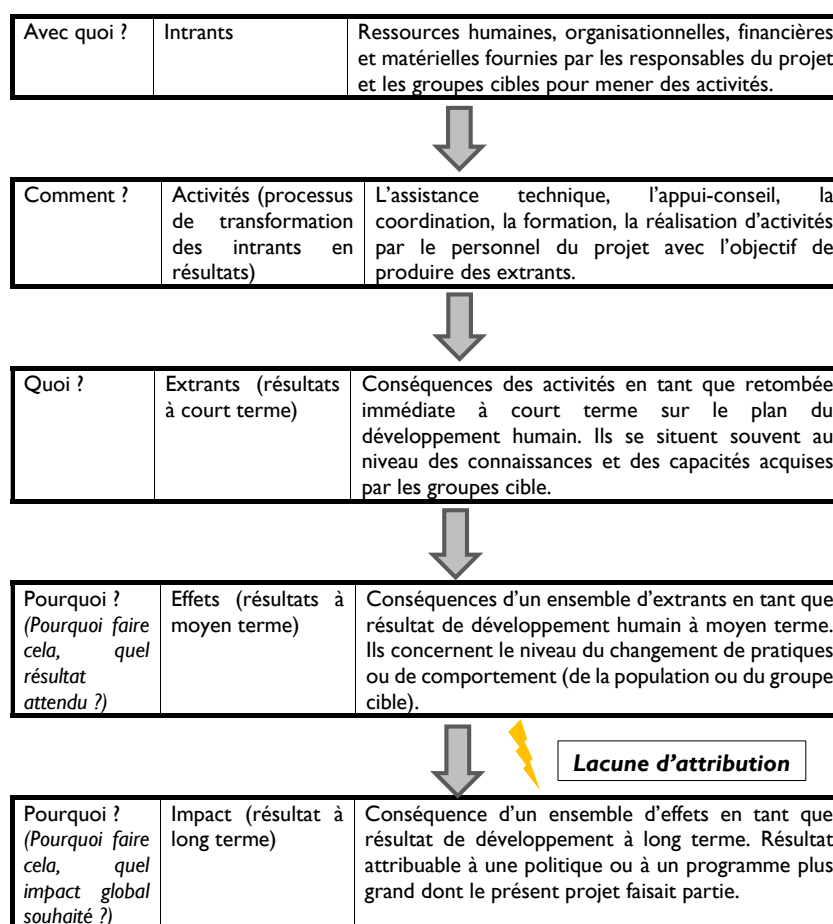 Avec quoi ? Intrants Ressources humaines, organisationnelles, financières
et matérielles fournies par les responsables du projet
et les groupes cibles pour mener des activités.
Comment ? Activités (processus L’assistance technique, l’appui-conseil, la
de transformation coordination, la formation, la réalisation d’activités
des intrants en par le personnel du projet avec l’objectif de
résultats) produire des extrants.
Quoi ? Extrants (résultats Conséquences des activités en tant que retombée
à court terme) immédiate à court terme sur le plan du
développement humain. Ils se situent souvent au
niveau des connaissances et des capacités acquises
par les groupes cible.
Pourquoi ? Effets (résultats à Conséquences d’un ensemble d’extrants en tant que
(Pourquoi faire moyen terme) résultat de développement humain à moyen terme.
cela, quel Ils concernent le niveau du changement de pratiques
résultat ou de comportement (de la population ou du groupe
attendu ?) cible).
Lacune d’attribution
Pourquoi ? Impact (résultat à Conséquence d’un ensemble d’effets en tant que
(Pourquoi faire long terme) résultat de développement à long terme. Résultat
cela, quel attribuable à une politique ou à un programme plus
impact global grand dont le présent projet faisait partie.
souhaité ?)